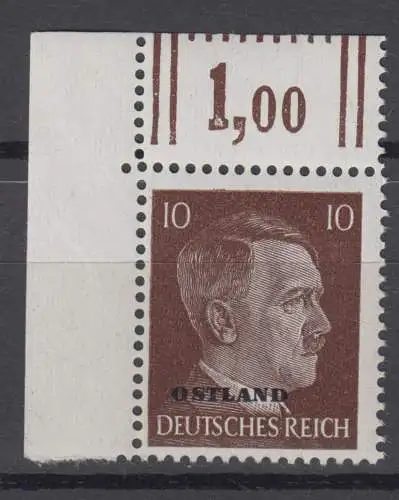 1,00
10 10
OSTLAND
DEUTSCHES REICH